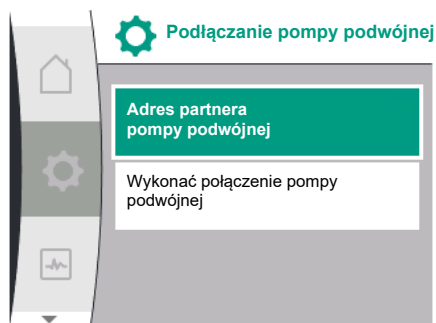 Podłączanie pompy podwójnej
Adres partnera
pompy podwójnej
Wykonać połączenie pompy
podwójnej